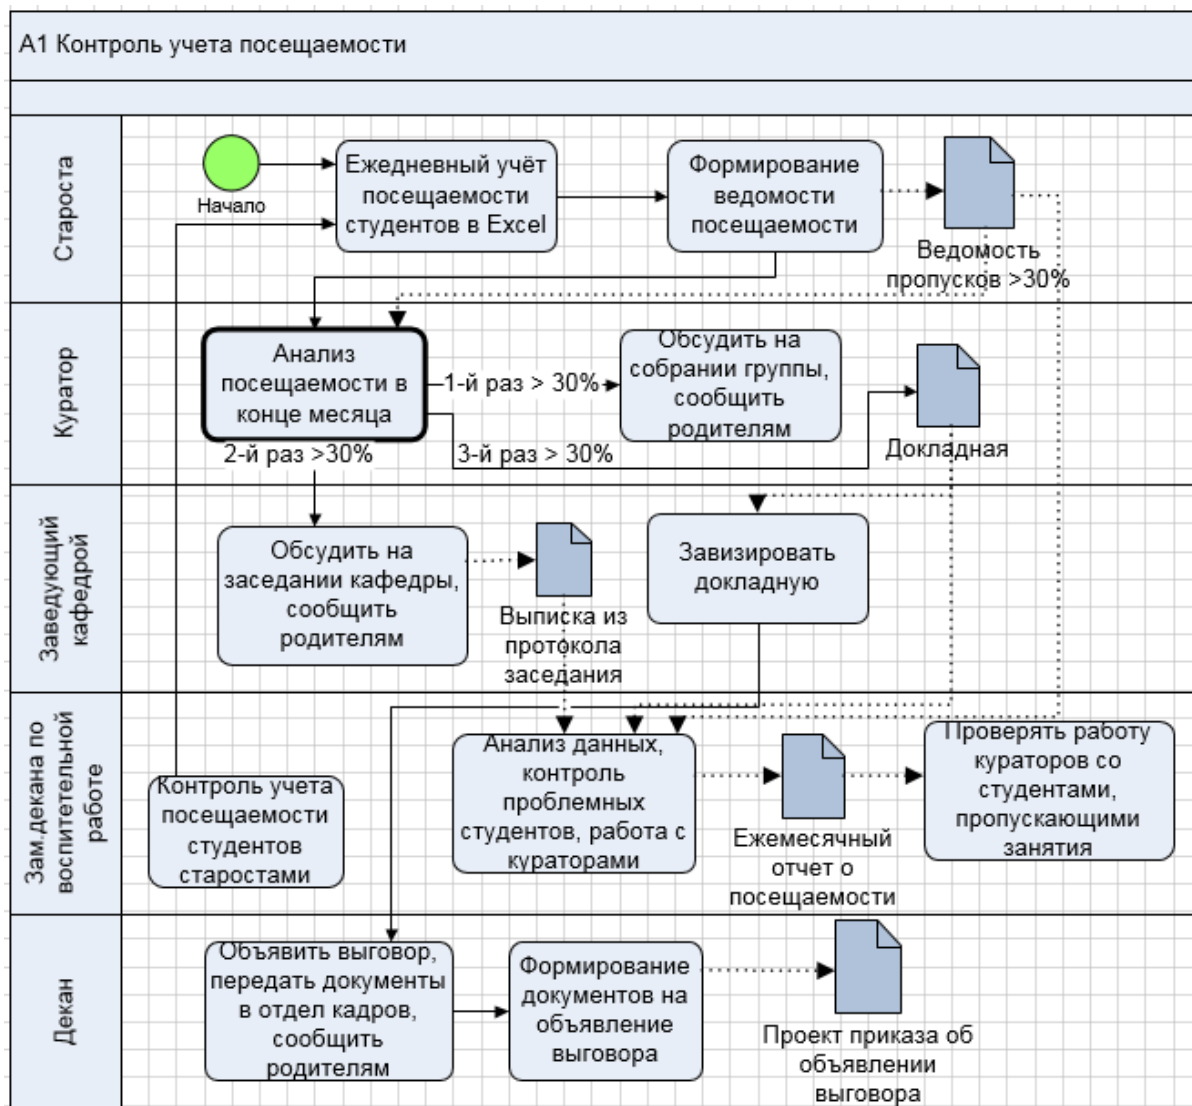 А1 Контроль учета посещаемости
Староста
Начало
Ежедневный учёт
посещаемости
студентов в Excel
Формирование
ведомости
посещаемости
Ведомость
пропусков >30%
Куратор
Анализ
посещаемости в
конце месяца
1-й раз > 30%
Обсудить на
собрании группы,
сообщить
родителям
Докладная
2-й раз >30%
3-й раз > 30%
Заведующий
кафедрой
Обсудить на
заседании кафедры,
сообщить
родителям
Выписка из
протокола
заседания
Завизировать
докладную
Зам.декана по
воспитетельной
работе
Контроль учета
посещаемости
студентов
старостами
Анализ данных,
контроль
проблемных
студентов, работа с
кураторами
Ежемесячный
отчет о
посещаемости
Проверять работу
кураторов со
студентами,
пропускающими
занятия
Декан
Объявить выговор,
передать документы
в отдел кадров,
сообщить
родителям
Формирование
документов на
объявление
выговора
Проект приказа об
объявлении
выговора